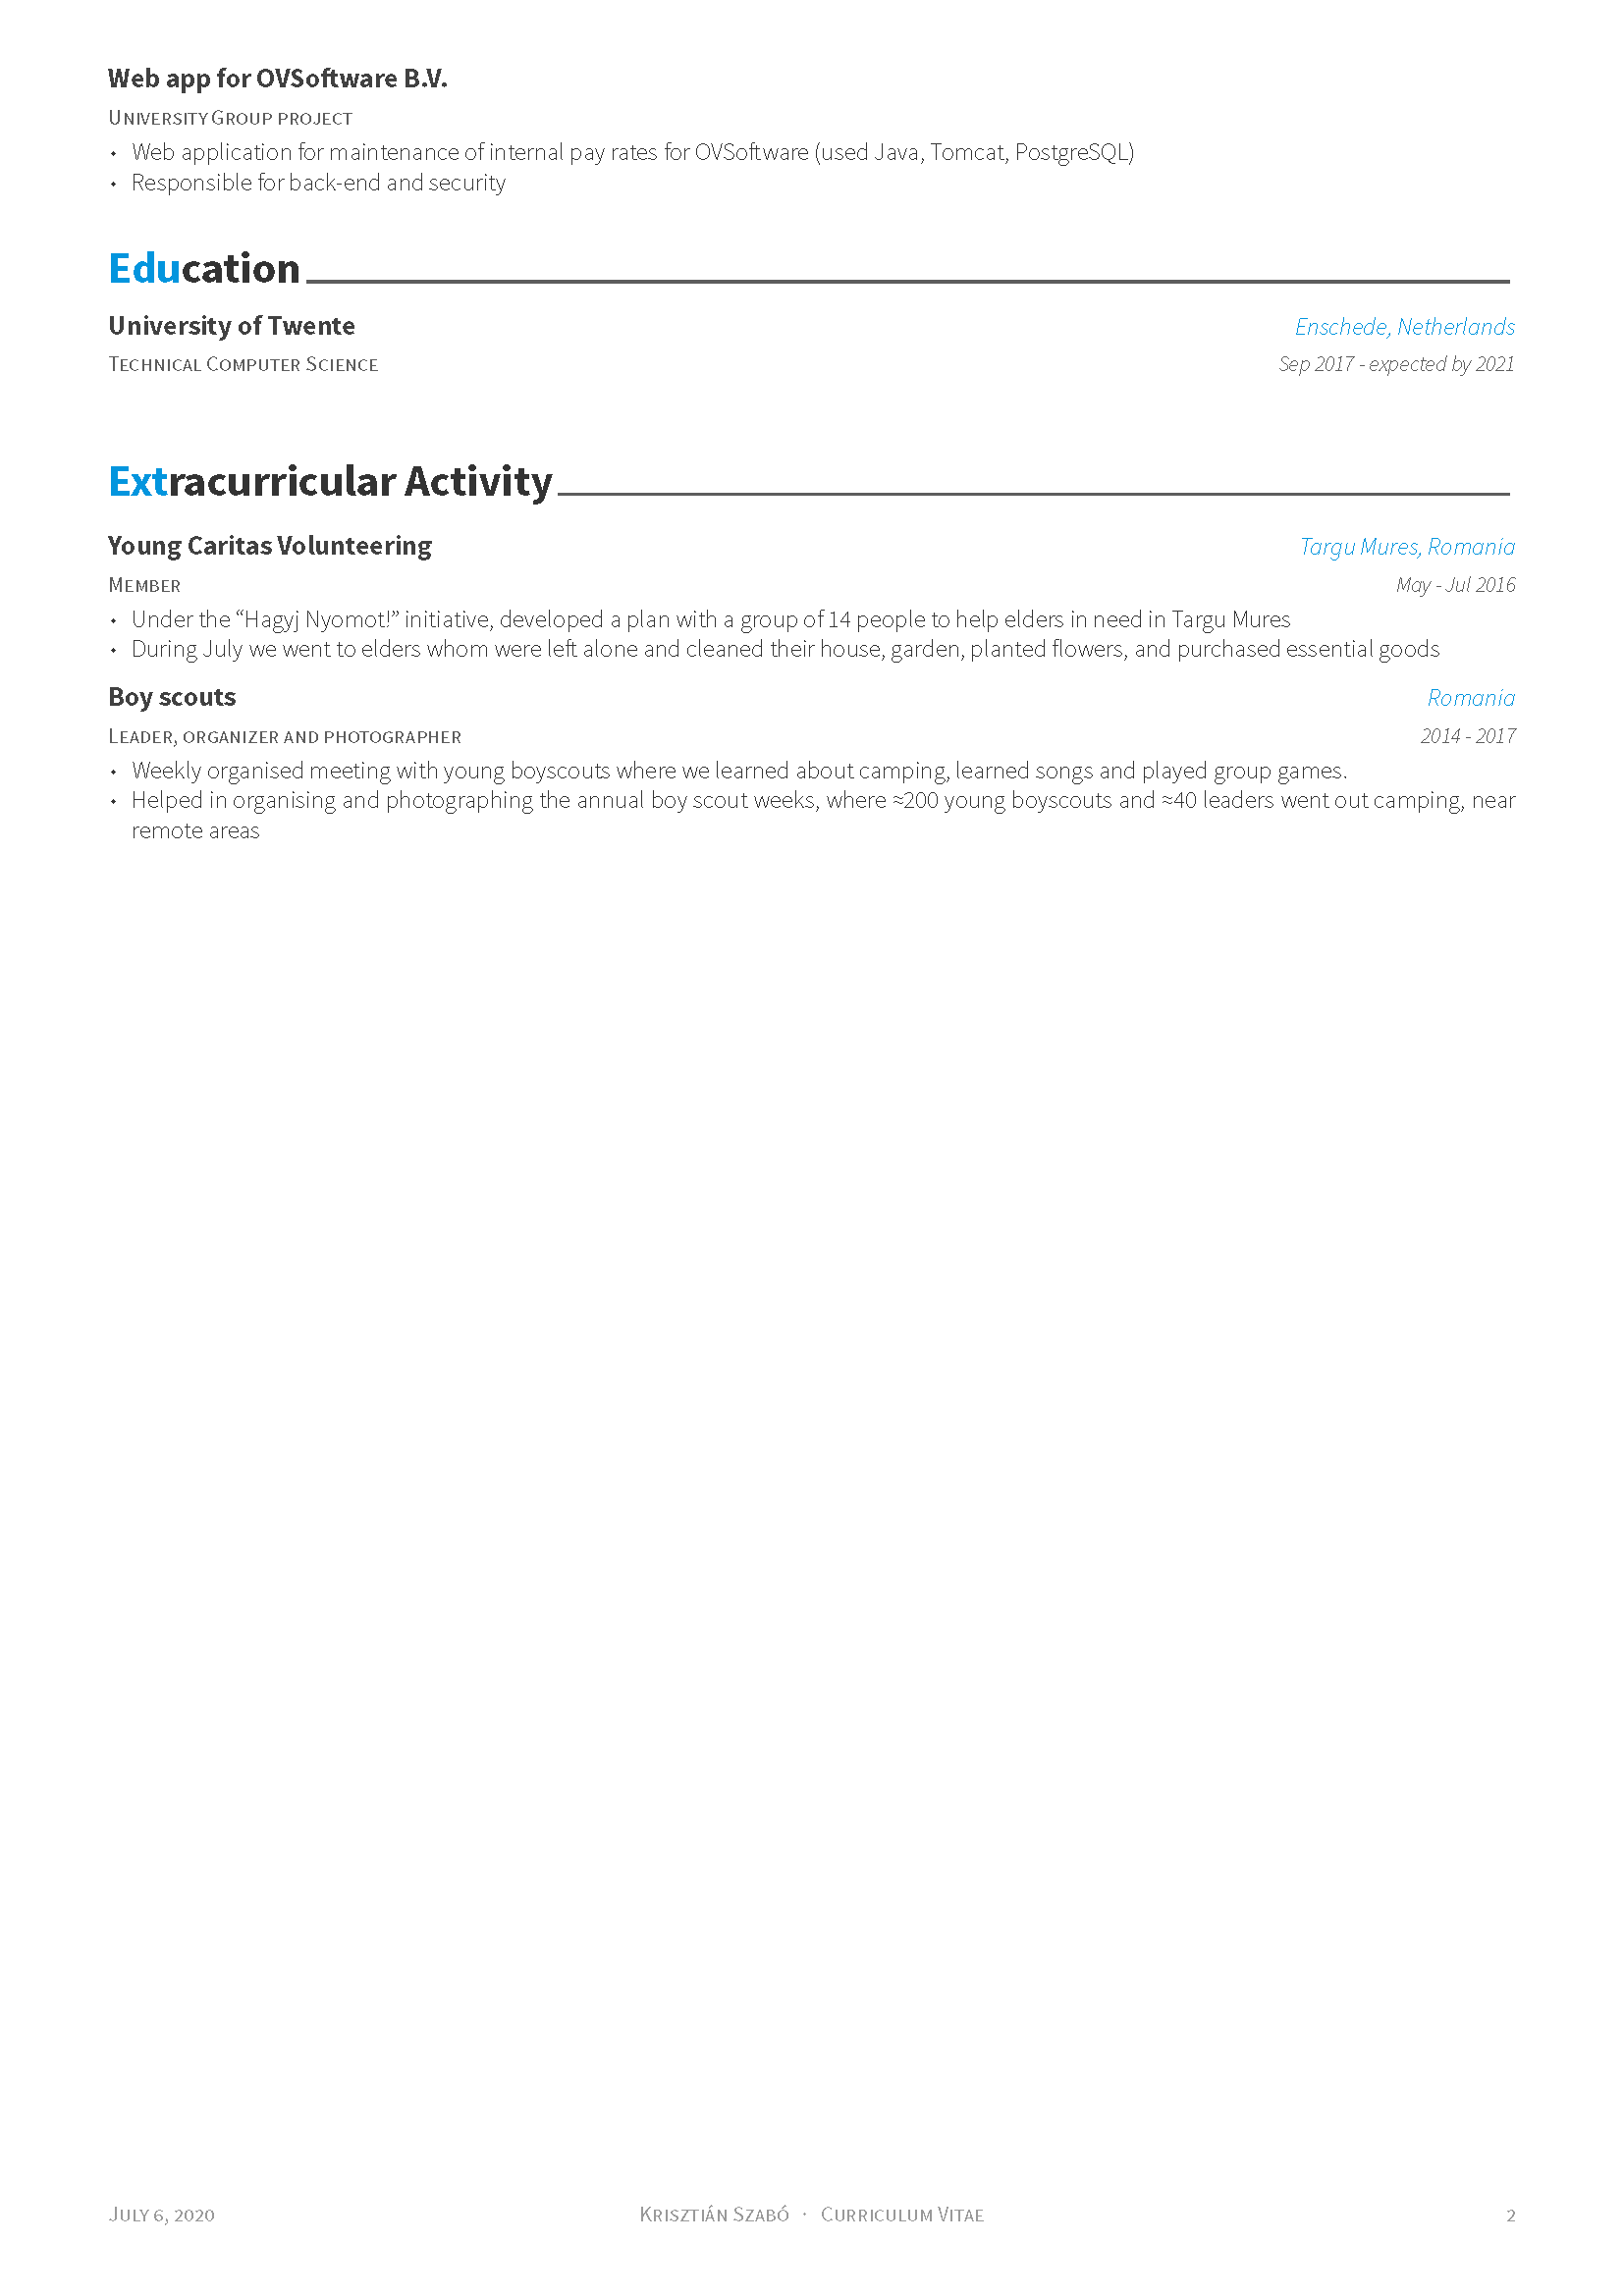 Web app for OVSoftware B.V.
University Group project
• Web application for maintenance of internal pay rates for OVSoftware (used Java, Tomcat, PostgreSQL)
• Responsible for back-end and security
Education
University of Twente Enschede, Netherlands
Technical Computer Science Sep 2017 - expected by 2021
Extracurricular Activity
Young Caritas Volunteering Targu Mures, Romania
Member May - Jul 2016
• Under the “Hagyj Nyomot!” initiative, developed a plan with a group of 14 people to help elders in need in Targu Mures
• During July we went to elders whom were left alone and cleaned their house, garden, planted flowers, and purchased essential goods
Boy scouts Romania
Leader, organizer and photographer 2014 - 2017
• Weekly organised meeting with young boyscouts where we learned about camping, learned songs and played group games.
• Helped in organising and photographing the annual boy scout weeks, where ≈200 young boyscouts and ≈40 leaders went out camping, near
remote areas
July 6, 2020 Krisztián Szabó · Curriculum Vitae 2